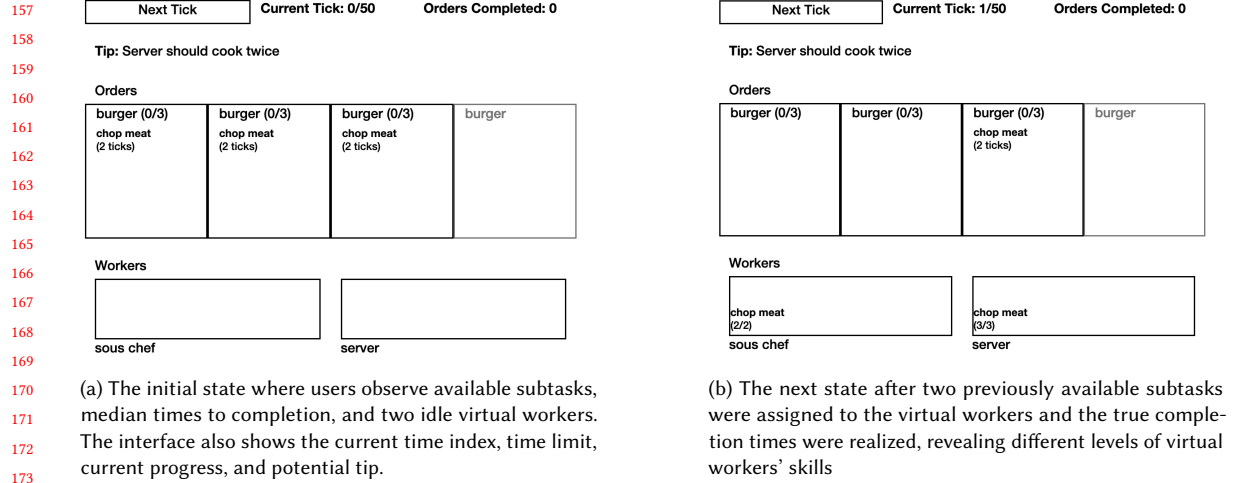 157
158
159
160
161
162
163
164
165
166
167
168
169
170
171
172
173
Next Tick Current Tick: 0/50 Orders Completed: 0
Tip: Server should cook twice
Orders
burger (0/3) burger (0/3) burger (0/3) burger
chop meat chop meat chop meat
(2 ticks) (2 ticks) (2 ticks)
Workers
sous chef server
(a) The initial state where users observe available subtasks,
median times to completion, and two idle virtual workers.
The interface also shows the current time index, time limit,
current progress, and potential tip.
Next Tick Current Tick: 1/50 Orders Completed: 0
Tip: Server should cook twice
Orders
burger (0/3) burger (0/3) burger (0/3) burger
chop meat
(2 ticks)
Workers
chop meat chop meat
(2/2) (3/3)
sous chef server
(b) The next state after two previously available subtasks
were assigned to the virtual workers and the true comple-
tion times were realized, revealing different levels of virtual
workers' skills